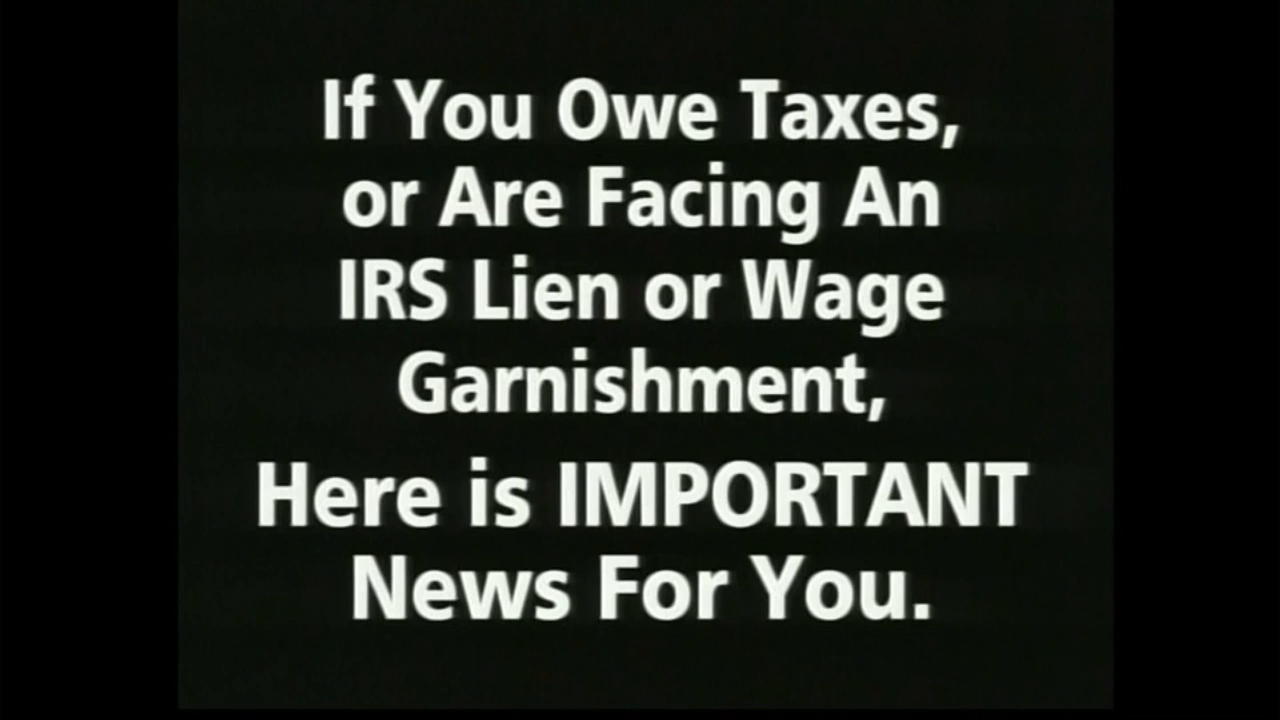 If You Owe Taxes,
or Are Facing An
IRS Lien or Wage
Garnishment,
Here is IMPORTANT
News For You.